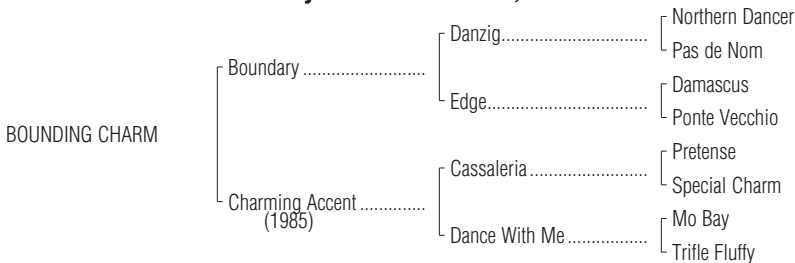 Northern Dancer
Danzig
Pas de Nom
Boundary
Damascus
Edge
Ponte Vecchio
BOUNDING CHARM
Pretense
Cassaleria
Special Charm
Charming Accent
(1985)
Mo Bay
Dance With Me
Trifle Fluffy